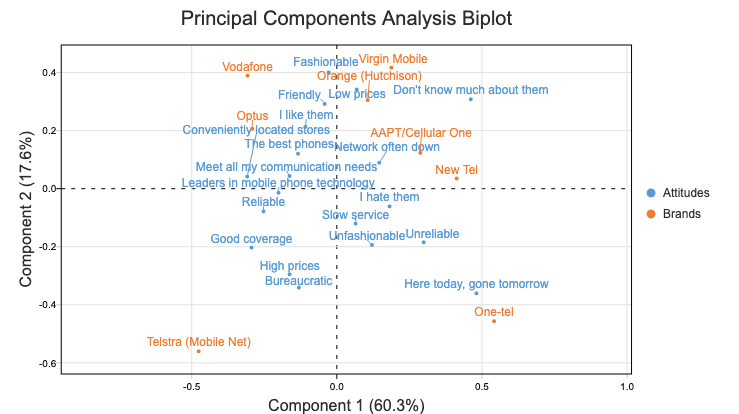 Principal Components Analysis Biplot
Fashionable
Virgin Mobile
Vodafone
Orange (Hutchison)
Friendly
Low prices
Don't know much about them
Optus
I like them
Conveniently located stores
AAPT/Cellular One
The best phones
Network often down
Meet all my communication needs
New Tel
Leaders in mobile phone technology
Reliable
I hate them
Slow service
Good coverage
Unfashionable
Unreliable
High prices
Bureaucratic
Here today, gone tomorrow
One-tel
Telstra (Mobile Net)
Component 2 (17.6%)
0.4
0.2
0.0
-0.2
-0.4
-0.6
-0.5
0.0
0.5
1.0
Component 1 (60.3%)
Attitudes
Brands